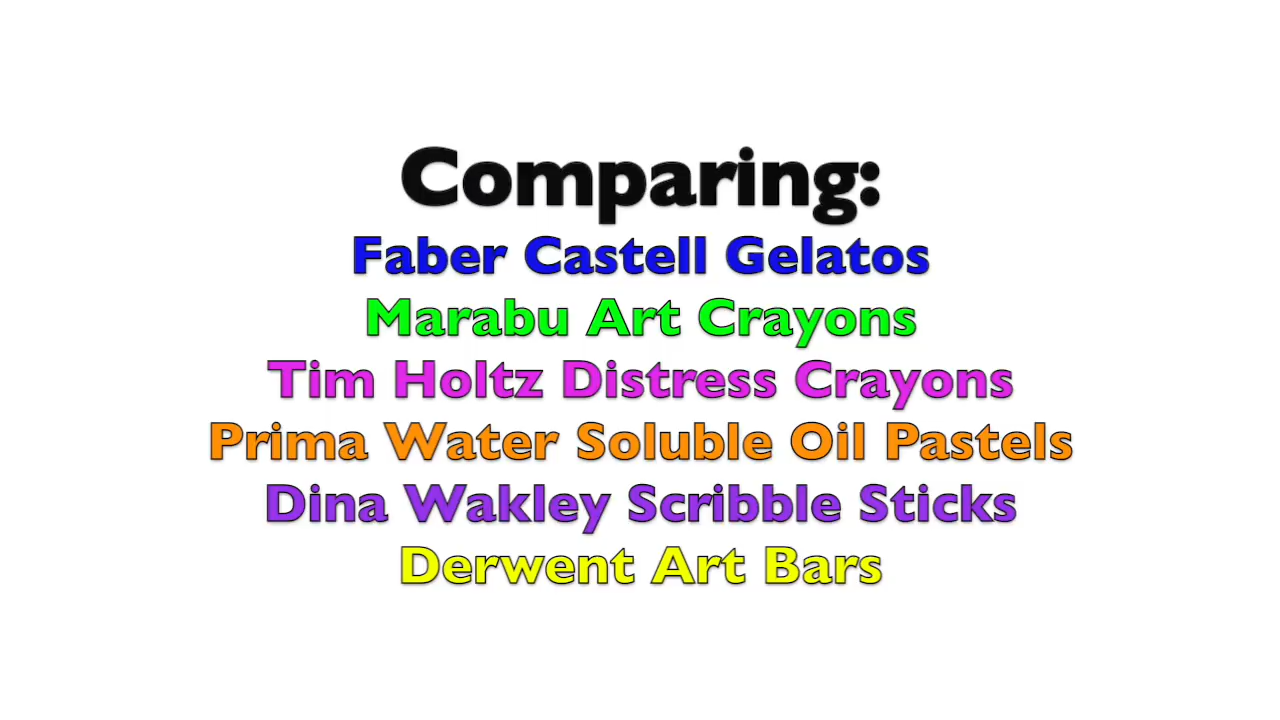 Comparing:
Faber Castell Gelatos
Marabu Art Crayons
Tim Holtz Distress Crayons
Prima Water Soluble Oil Pastels
Dina Wakley Scribble Sticks
Derwent Art Bars